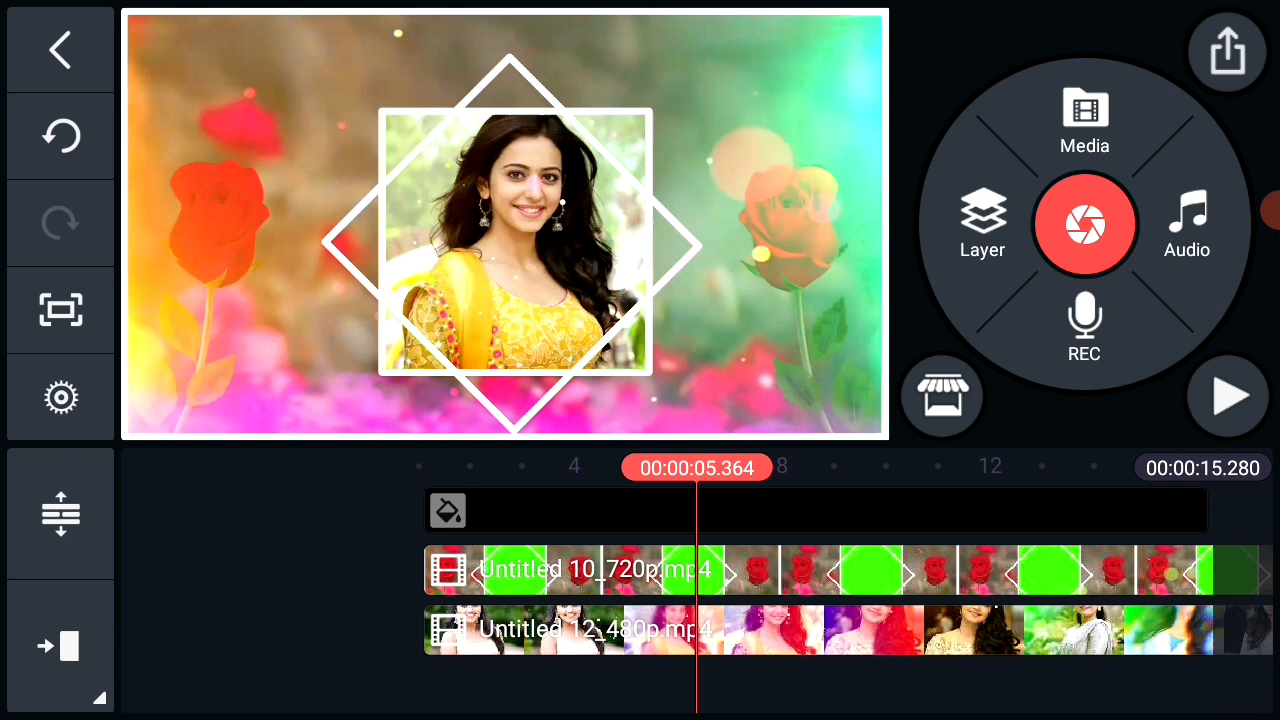 Media
Layer
Audio
REC
4
00:00:05.364
8
12
00:00:15.280
Untitled 10_720p.mp4
Untitled 12_480p.mp4